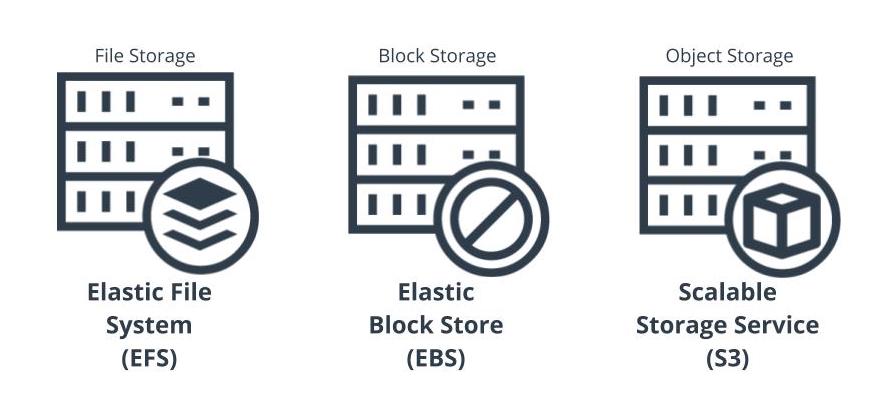 File Storage
Block Storage
Object Storage
Elastic File
System
(EFS)
Elastic
Block Store
(EBS)
Scalable
Storage Service
(S3)